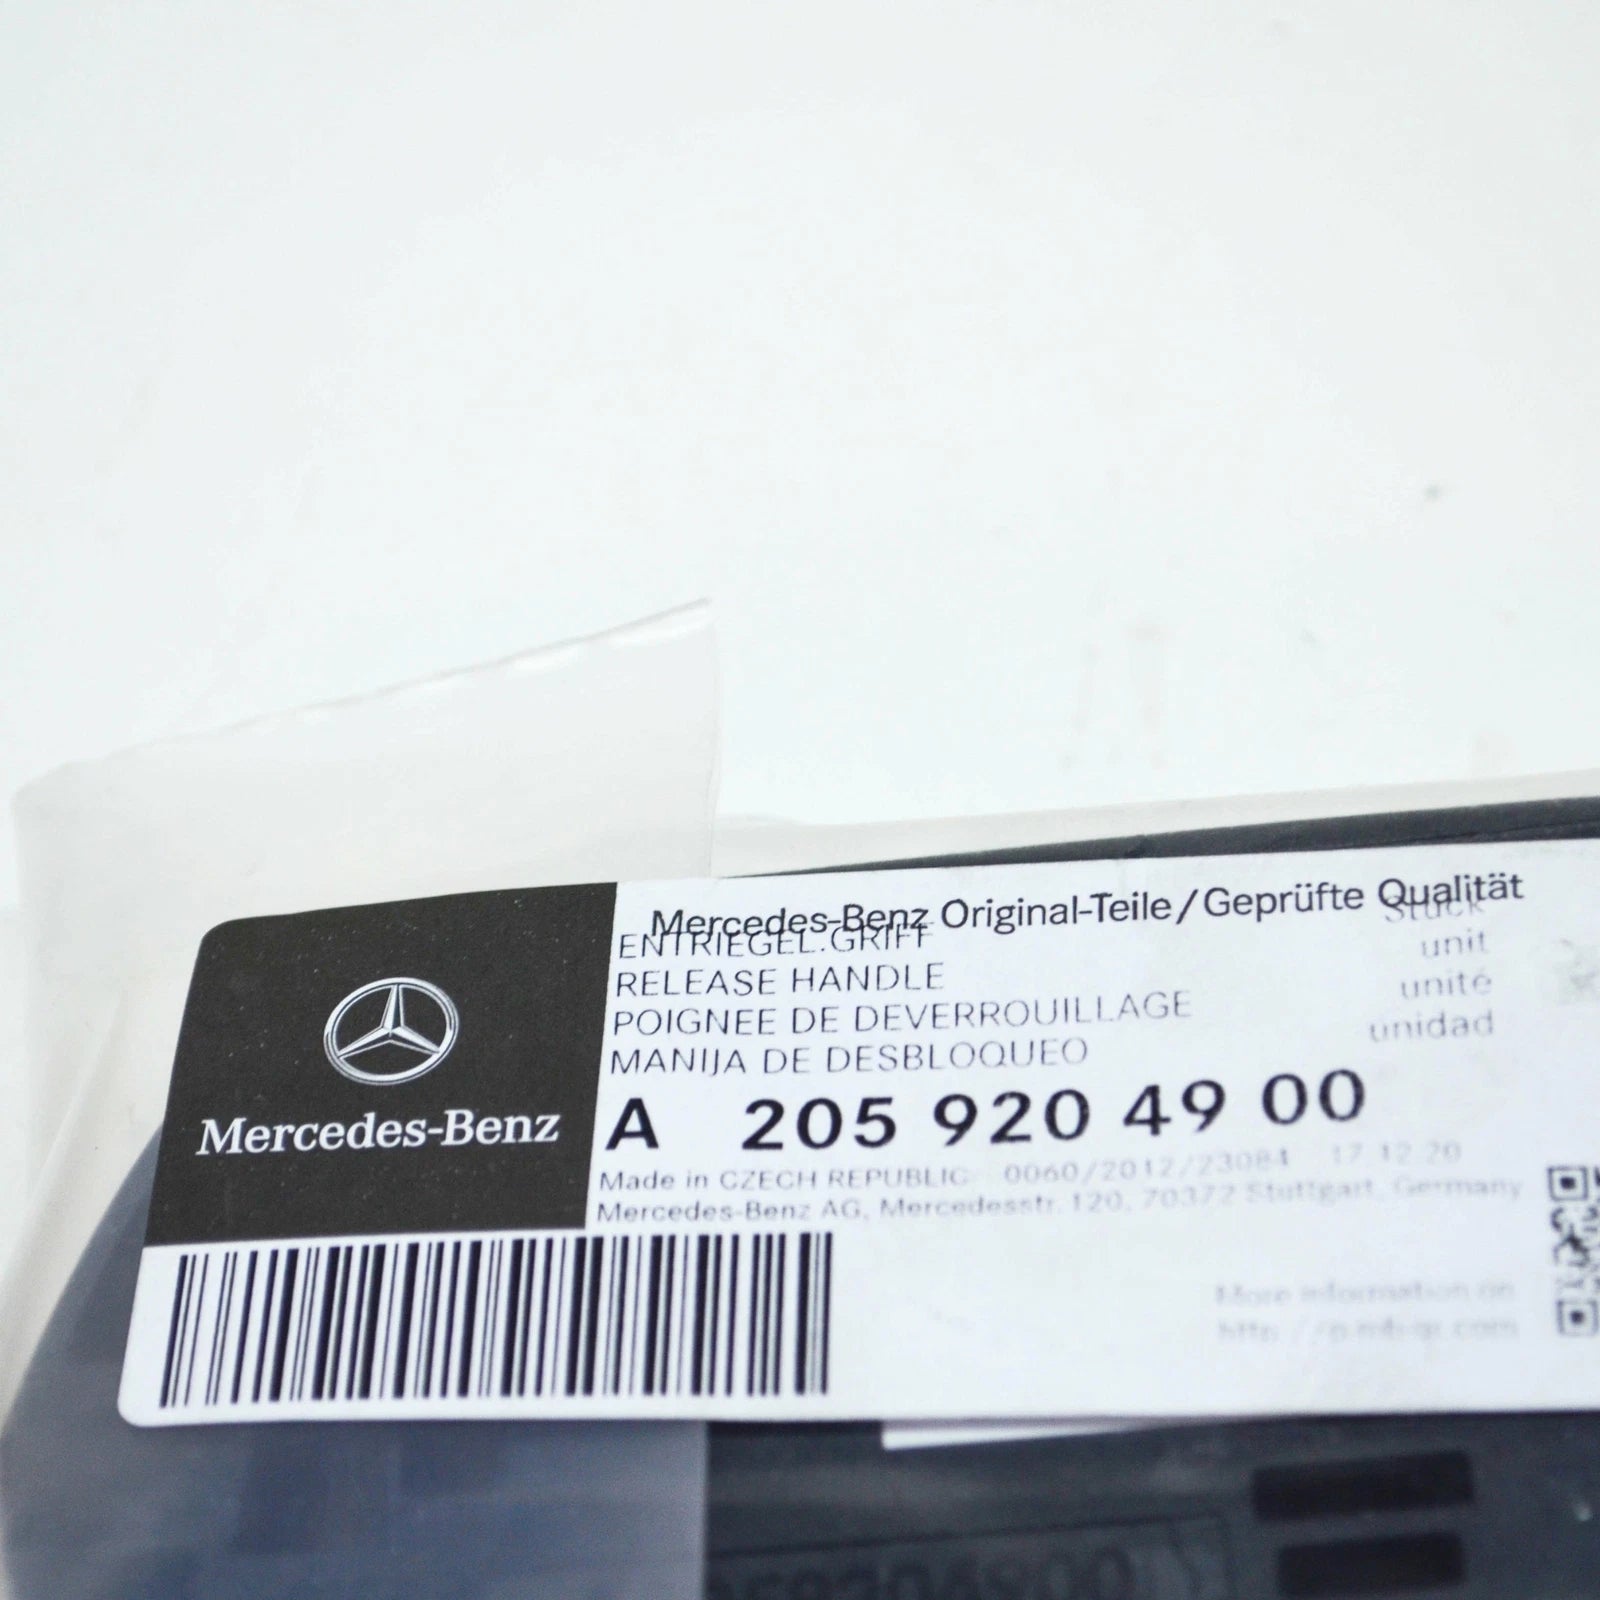 Mercedes-Benz Original-Teile/Geprüfte Qualität
ENTRIEGEL.GRIFF
Stück
RELEASE HANDLE
unit
POIGNEE DE DEVERROUILLAGE
unité
MANIJA DE DESBLOQUEO
unidad
Mercedes-Benz
A 205 920 49 00
Made in CZECH REPUBLIC 0060/2012/23084 17.12.20
Mercedes-Benz AG, Mercedesstr. 120, 70372 Stuttgart, Germany
More information on